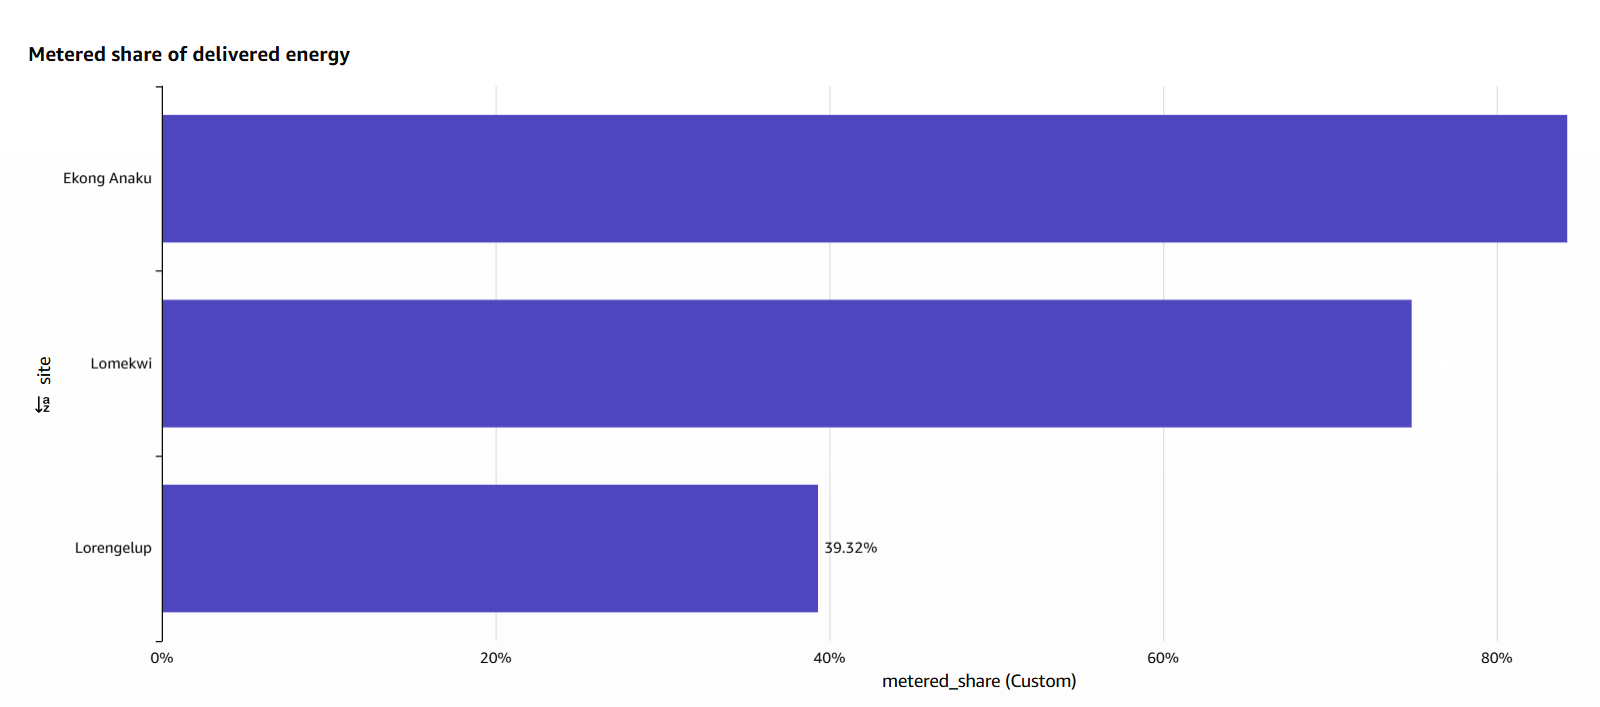 Metered share of delivered energy
Ekong Anaku
Lomekwi
Lorengelup
39.32%
site
a
z
0%
20%
40%
60%
80%
metered_share (Custom)